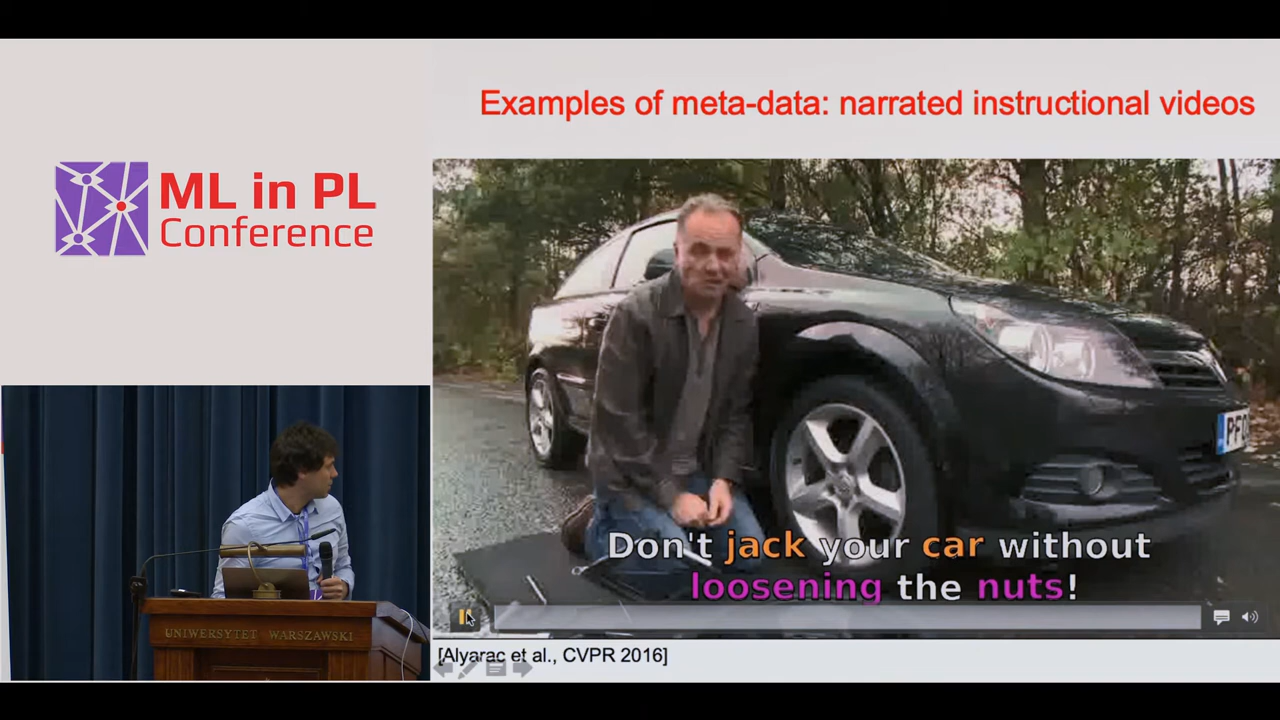 Examples of meta-data: narrated instructional videos
ML in PL
Conference
PF0
Don't jack your car without
loosening the nuts!
UNIWERSYTET WARSZAWSKI
[Alyarac et al., CVPR 2016]